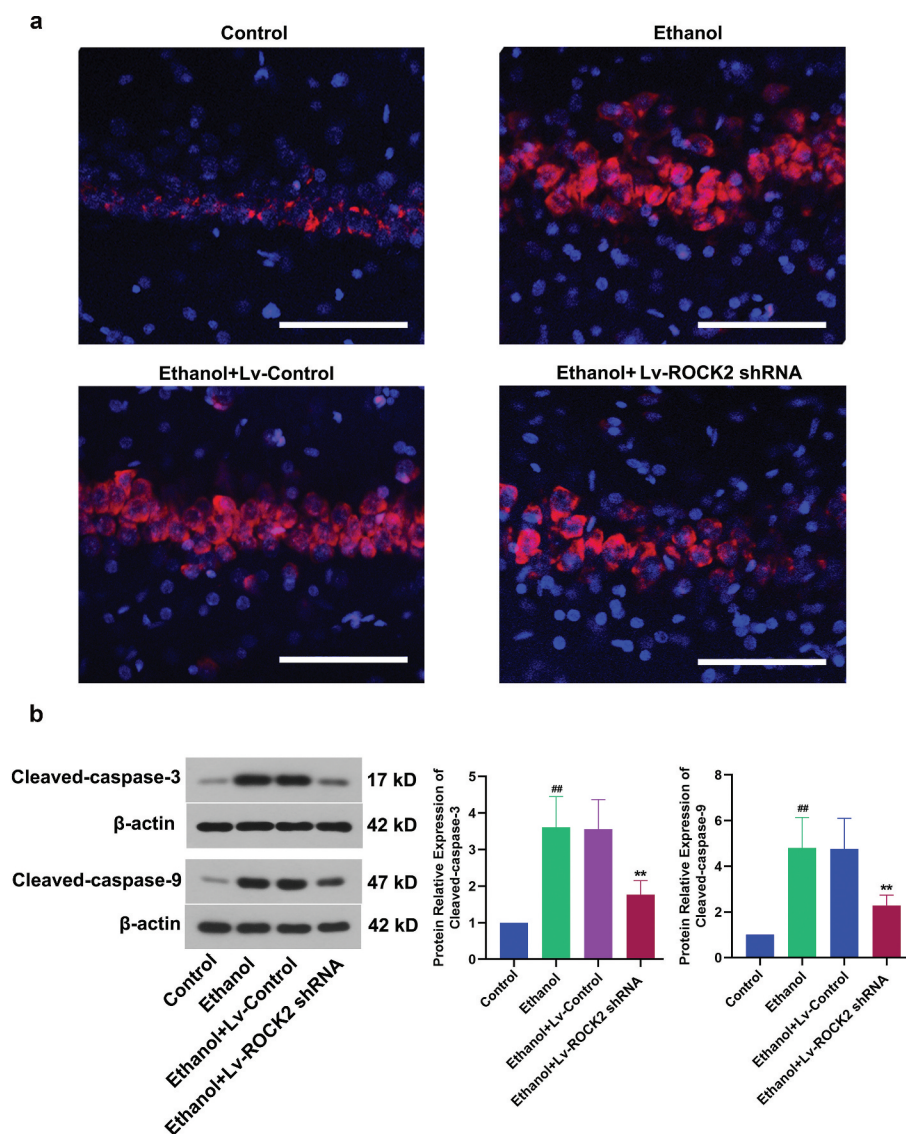 a
Control
Ethanol
Ethanol+Lv-Control
Ethanol+Lv-ROCK2 shRNA
b
Cleaved-caspase-3
17 kD
β-actin
42 kD
Cleaved-caspase-9
47 kD
β-actin
42 kD
Control
Ethanol
Ethanol+Lv-Control
Ethanol+Lv-ROCK2 shRNA
Protein Relative Expression of
Cleaved-caspase-3
5
4
3
2
1
0
##
**
Control
Ethanol
Ethanol+Lv-Control
Ethanol+Lv-ROCK2 shRNA
Protein Relative Expression of
Cleaved-caspase-9
8
6
4
2
0
##
**
Control
Ethanol
Ethanol+Lv-Control
Ethanol+Lv-ROCK2 shRNA